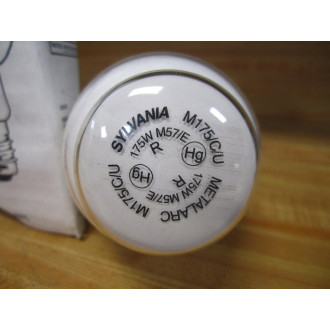 SYLVANIA M175/C/U
175W M57/E
R
Hg
Hg
R
175W M57/E
METALARC M175/C/U